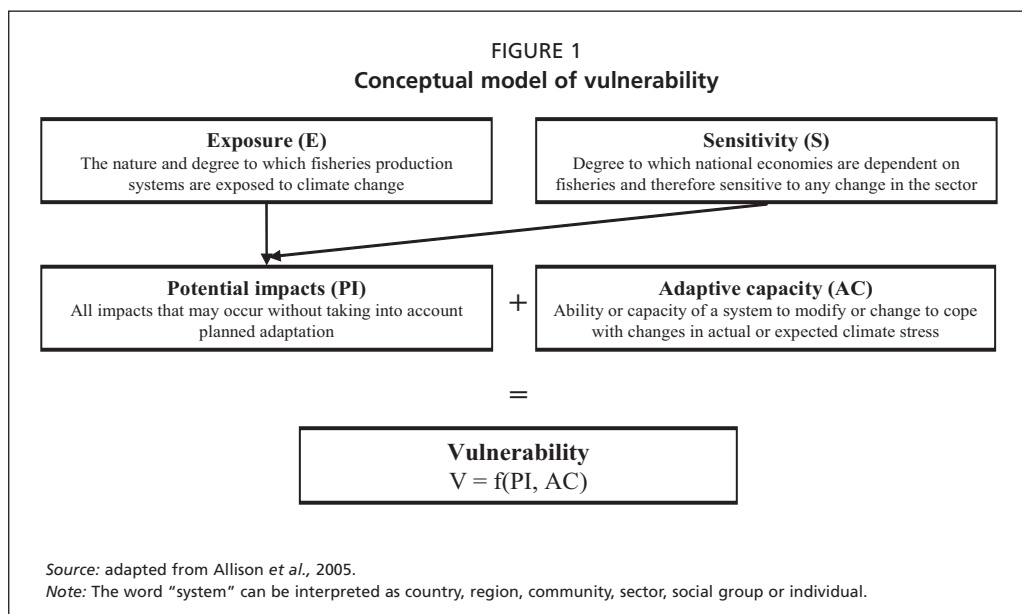 FIGURE 1
Conceptual model of vulnerability
Exposure (E)
The nature and degree to which fisheries production
systems are exposed to climate change
Sensitivity (S)
Degree to which national economies are dependent on
fisheries and therefore sensitive to any change in the sector
Potential impacts (PI)
All impacts that may occur without taking into account
planned adaptation
+
Adaptive capacity (AC)
Ability or capacity of a system to modify or change to cope
with changes in actual or expected climate stress
=
Vulnerability
V = f(PI, AC)
Source: adapted from Allison et al., 2005.
Note: The word “system” can be interpreted as country, region, community, sector, social group or individual.